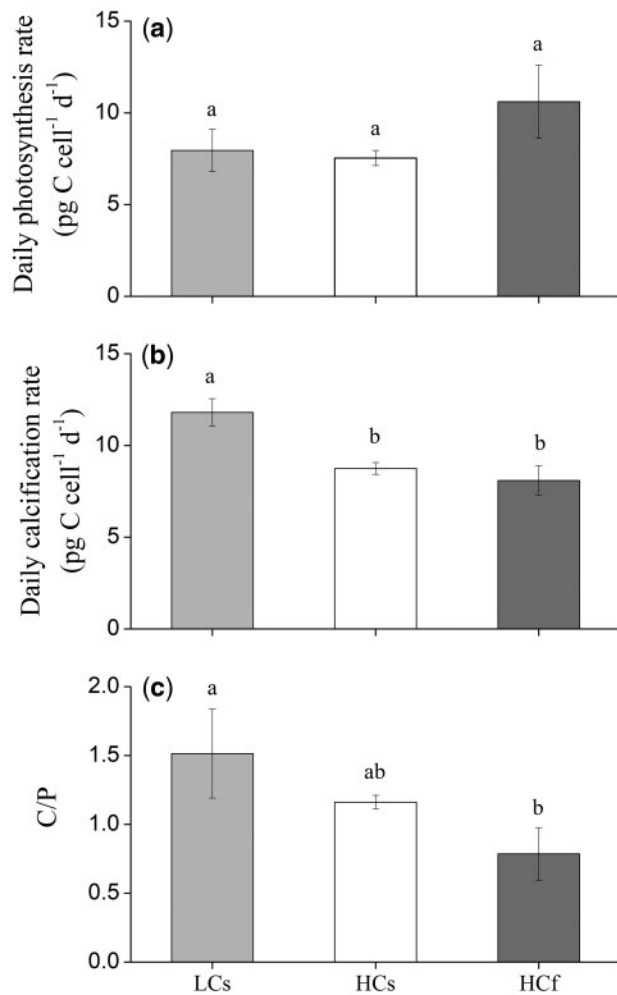 (a)
Daily photosynthesis rate
(pg C cell⁻¹ d⁻¹)
15
10
5
0
a
a
a
(b)
Daily calcification rate
(pg C cell⁻¹ d⁻¹)
15
10
5
0
a
b
b
(c)
C/P
2.0
1.5
1.0
0.5
0.0
a
ab
b
LCs HCs HCf